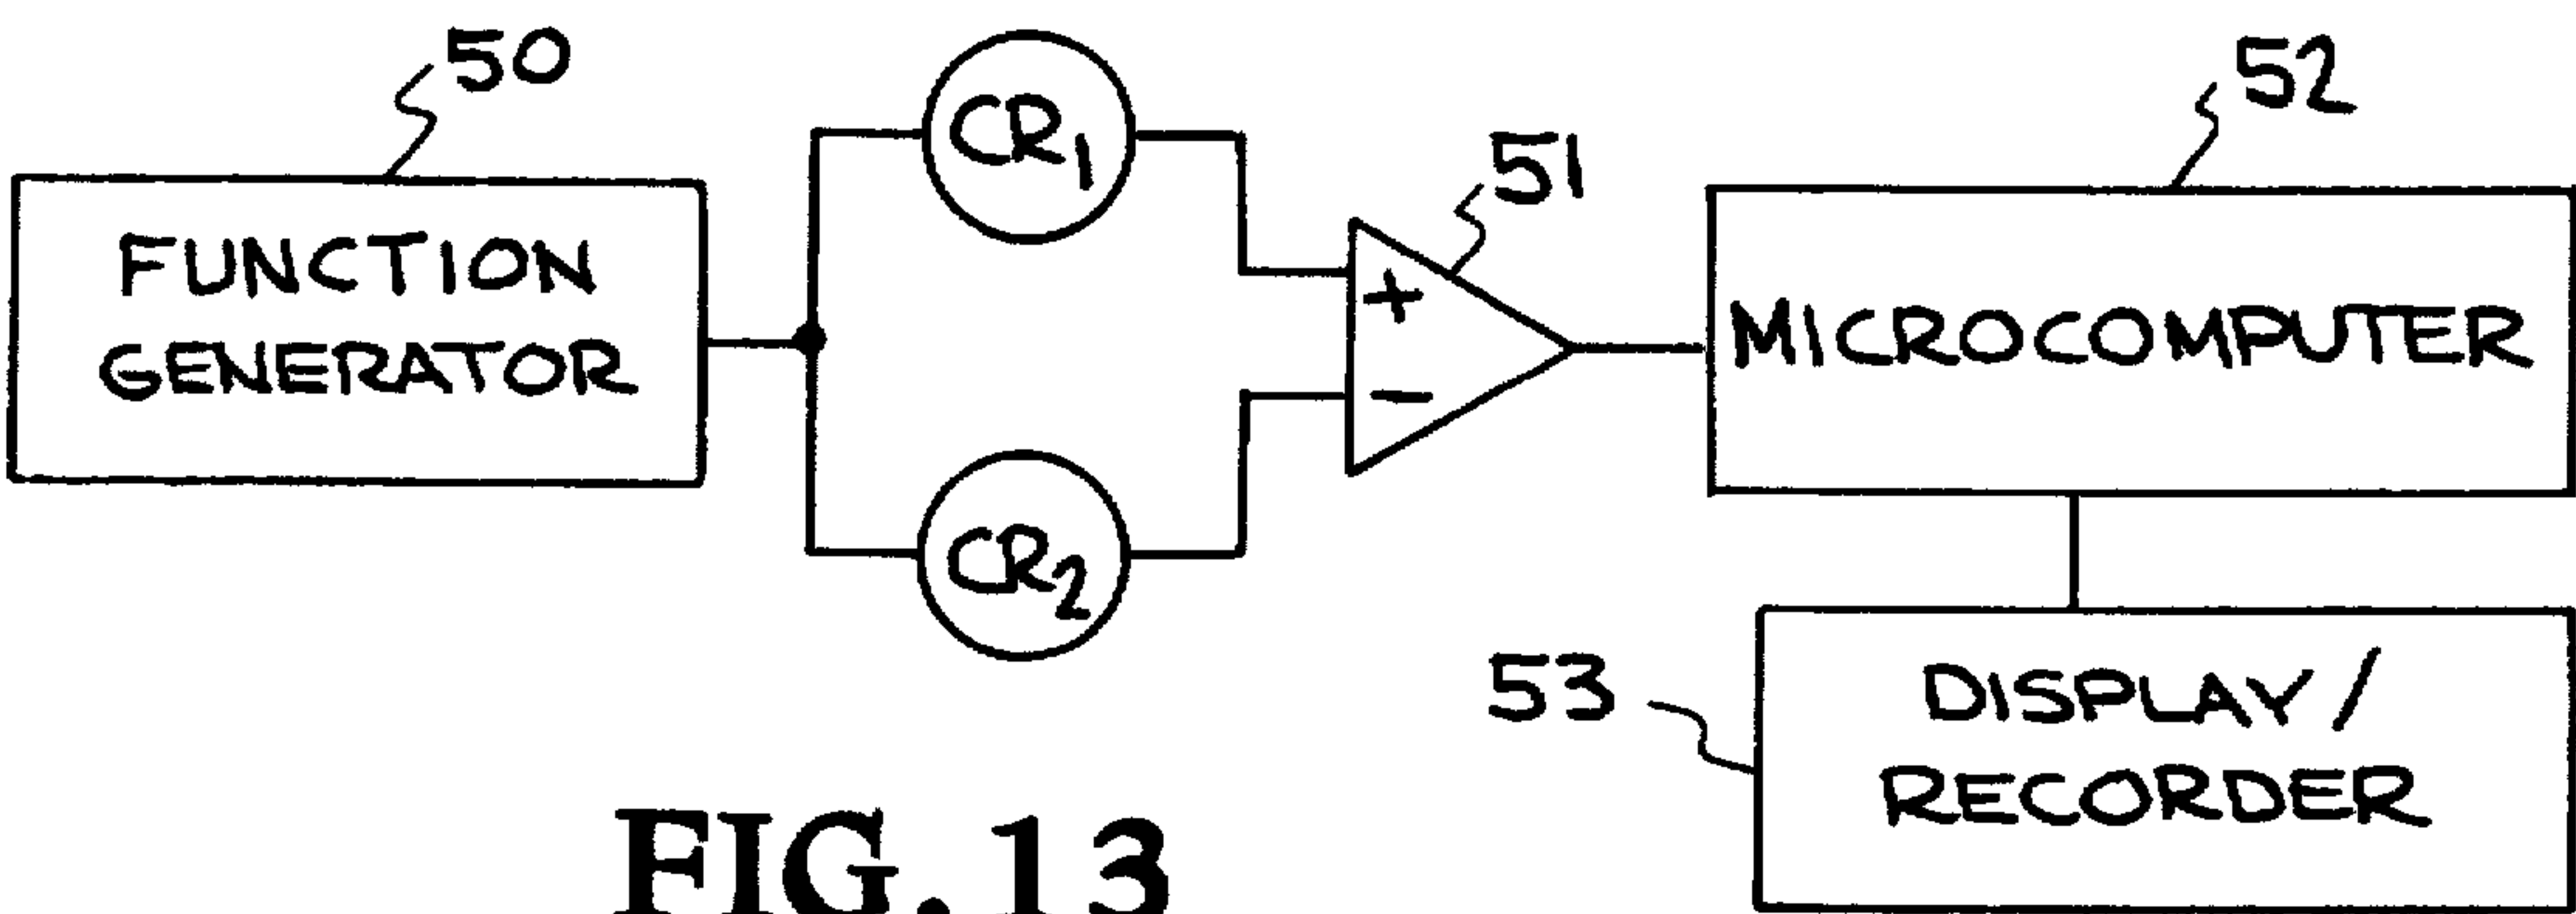 50
FUNCTION
GENERATOR
CR1
CR2
+
-
51
52
MICROCOMPUTER
53
DISPLAY/
RECORDER
FIG. 13